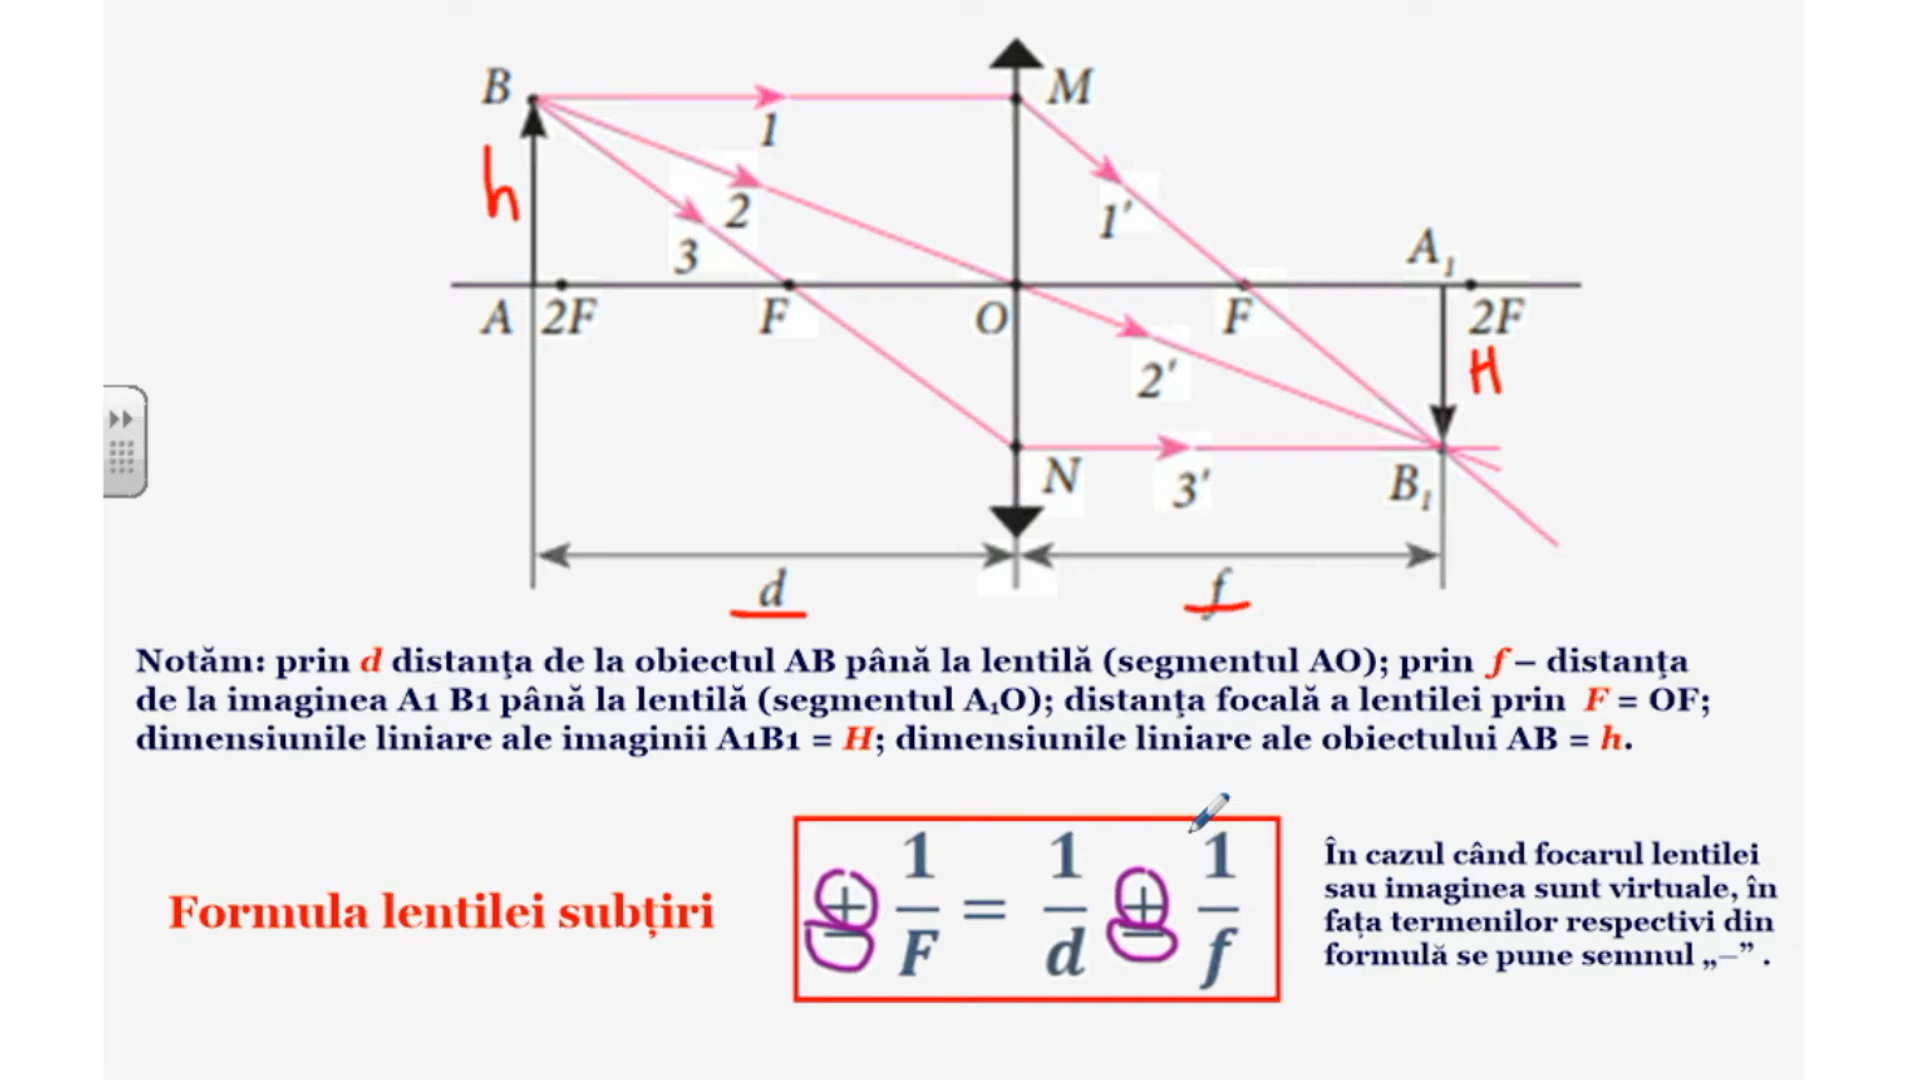 B M
1
h
2 1'
3 A₁
A 2F F O F 2F
2' H
N 3' B₁
d f
Notăm: prin d distanța de la obiectul AB până la lentilă (segmentul AO); prin f – distanța
de la imaginea A1 B1 până la lentilă (segmentul A₁O); distanța focală a lentilei prin F = OF;
dimensiunile liniare ale imaginii A1B1 = H; dimensiunile liniare ale obiectului AB = h.
Formula lentilei subțiri
± 1/F = 1/d ± 1/f
În cazul când focarul lentilei
sau imaginea sunt virtuale, în
fața termenilor respectivi din
formulă se pune semnul „–” .